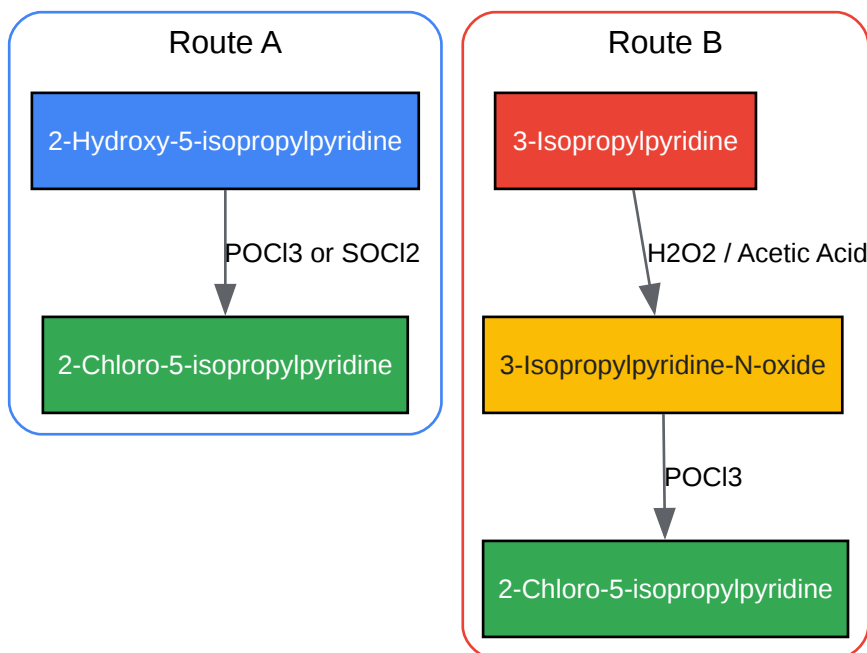 Route A
2-Hydroxy-5-isopropylpyridine
POCl3 or SOCl2
2-Chloro-5-isopropylpyridine
Route B
3-Isopropylpyridine
H2O2 / Acetic Acid
3-Isopropylpyridine-N-oxide
POCl3
2-Chloro-5-isopropylpyridine